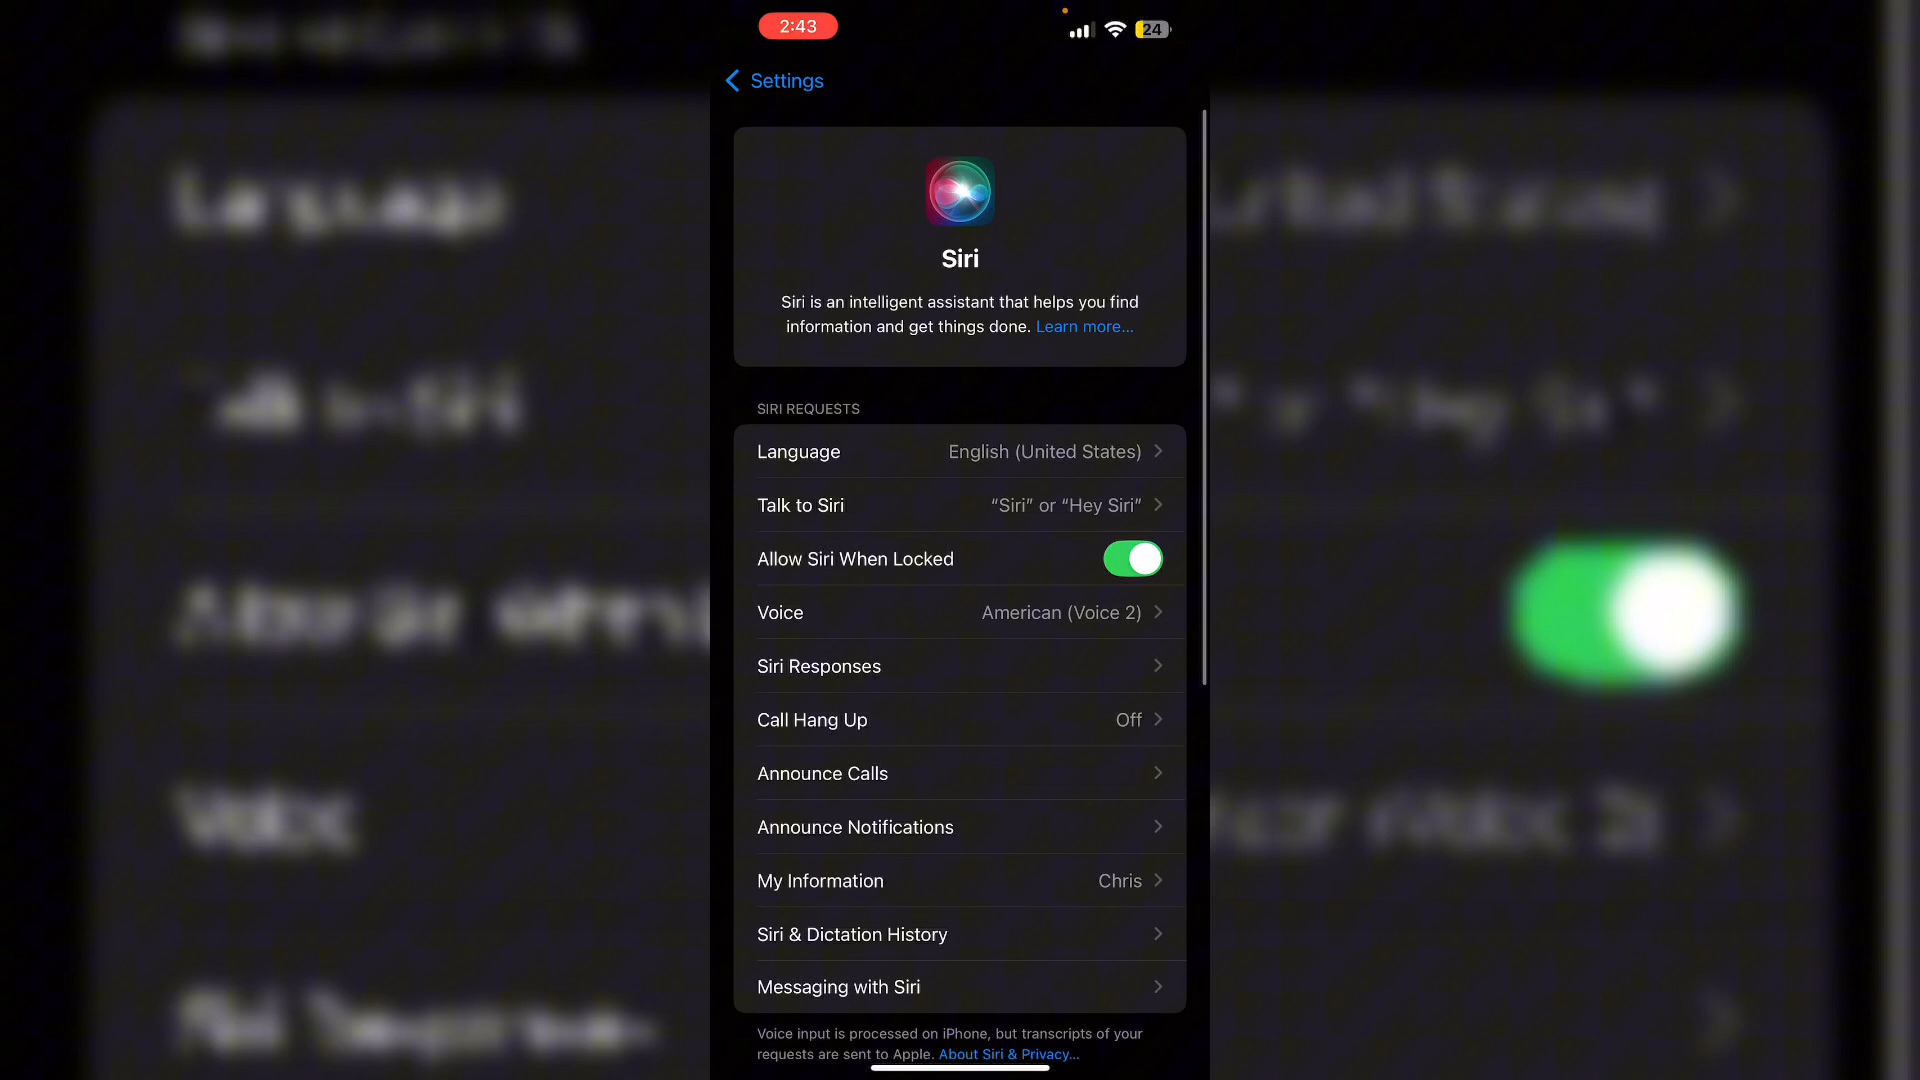 2:43
24
Settings
Siri
Siri is an intelligent assistant that helps you find
information and get things done. Learn more...
SIRI REQUESTS
Language English (United States)
Talk to Siri “Siri” or “Hey Siri”
Allow Siri When Locked
Voice American (Voice 2)
Siri Responses
Call Hang Up Off
Announce Calls
Announce Notifications
My Information Chris
Siri & Dictation History
Messaging with Siri
Voice input is processed on iPhone, but transcripts of your
requests are sent to Apple. About Siri & Privacy...